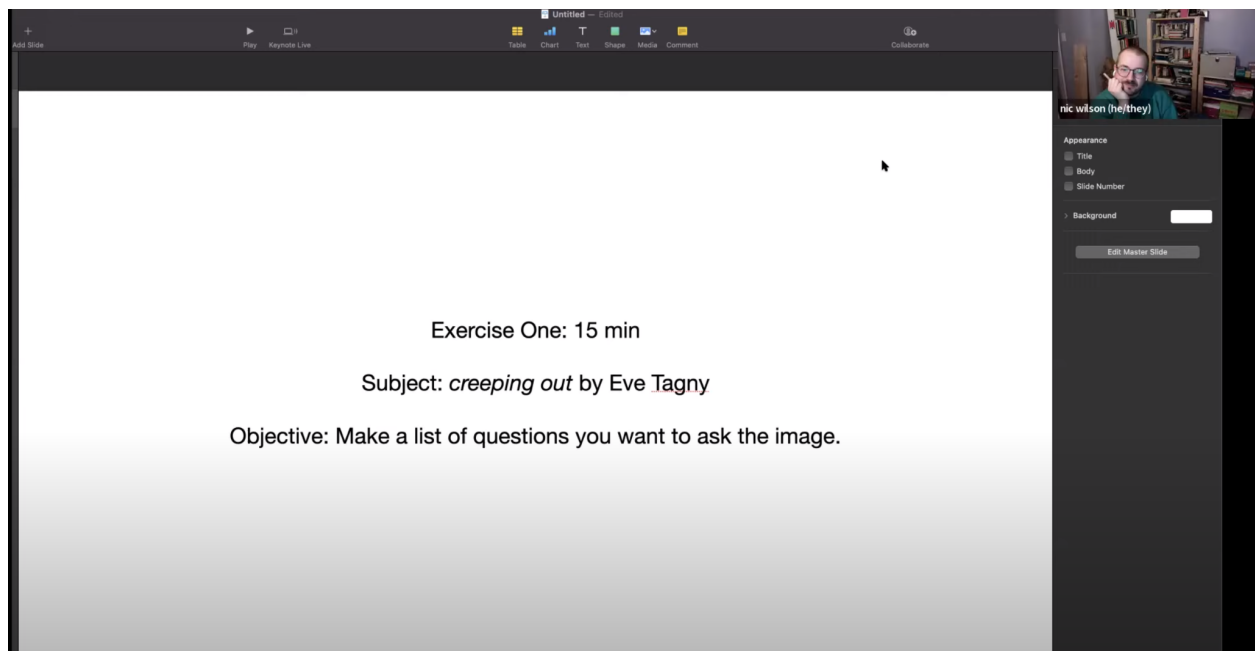 Untitled — Edited
Add Slide
Play
Keynote Live
Table
Chart
Text
Shape
Media
Comment
Collaborate
nic wilson (he/they)
Appearance
Title
Body
Slide Number
Background
Edit Master Slide
Exercise One: 15 min
Subject: creeping out by Eve Tagny
Objective: Make a list of questions you want to ask the image.